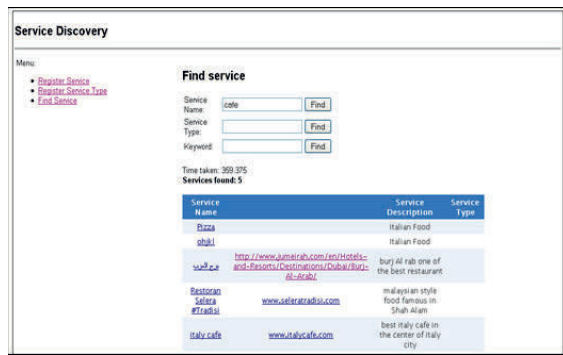 Service Discovery
Menu:
Register Service
Register Service Type
Find Service
Find service
Service
Name:
cafe
Find
Service
Type:
Find
Keyword:
Find
Time taken: 359.375
Services found: 5
Service
Name
Service
Description
Service
Type
Pizza
Italian Food
ohjkl
Italian Food
http://www.jumeirah.com/en/Hotels-
and-Resorts/Destinations/Dubai/Burj-
Al-Arab/
burj Al rab one of
the best restaurant
Restoran
Selera
#Tradisi
www.seleratradisi.com
malaysian style
food famous in
Shah Alam
italy cafe
www.italycafe.com
best italy cafe in
the center of italy
city